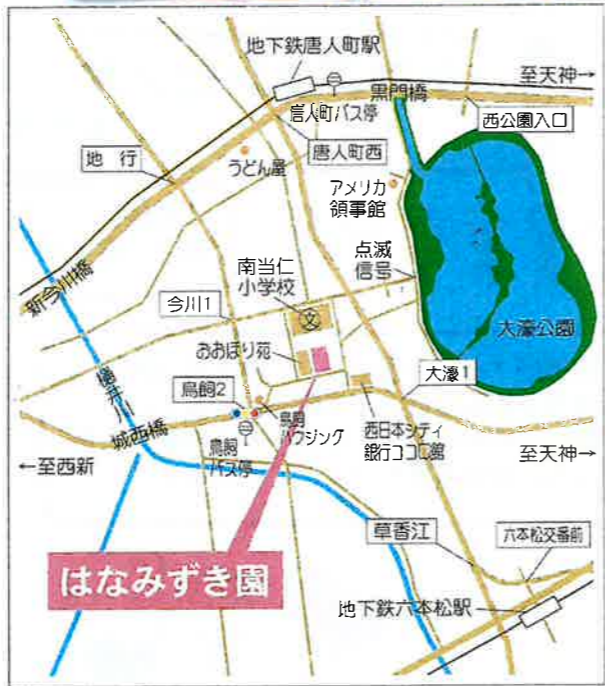 地下鉄唐人町駅
至天神→
黒門橋
唐人町バス停
西公園入口
地 行
唐人町西
うどん屋
アメリカ
領事館
点滅
信号
南当仁
小学校
新今川橋
今川1
文
大濠公園
おおほり苑
樋井川
鳥飼2
大濠1
城西橋
鳥飼
ハウジング
西日本シティ
銀行ココロ館
←至西新
鳥飼
バス停
至天神→
草香江
六本松交番前
はなみずき園
地下鉄六本松駅